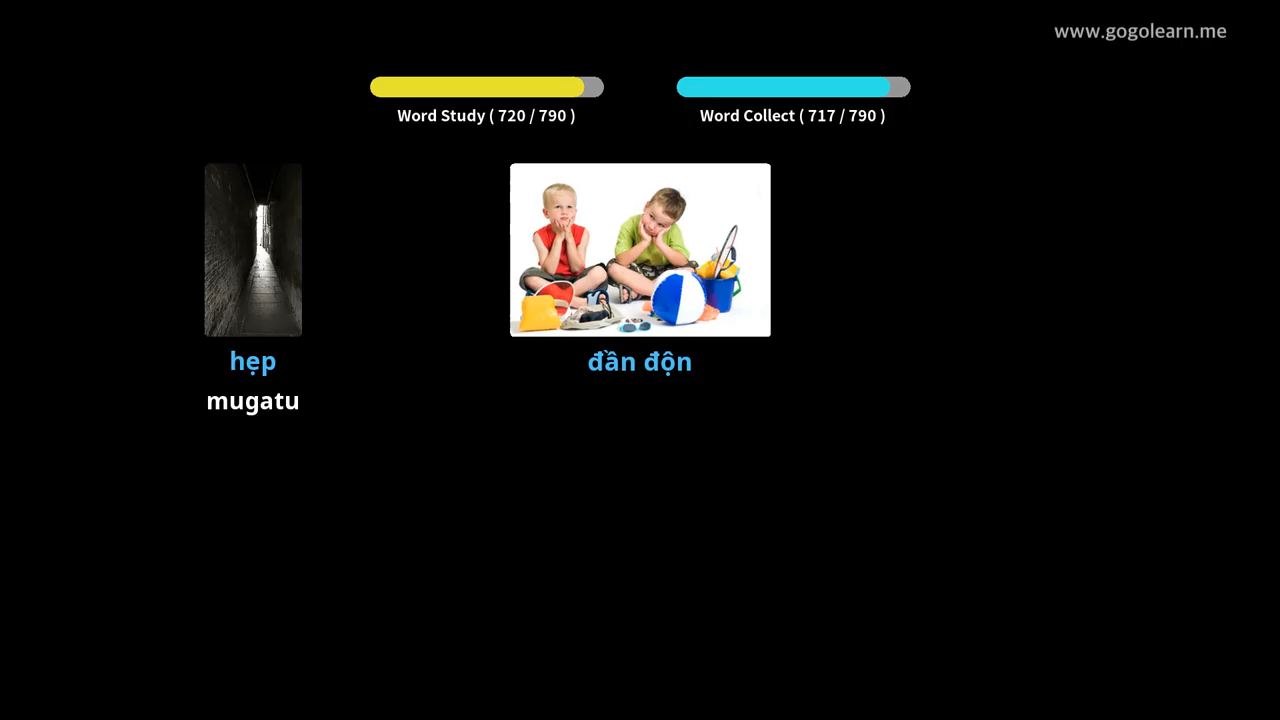 www.gogolearn.me
Word Study ( 720 / 790 )
Word Collect ( 717 / 790 )
hẹp
đần độn
mugatu